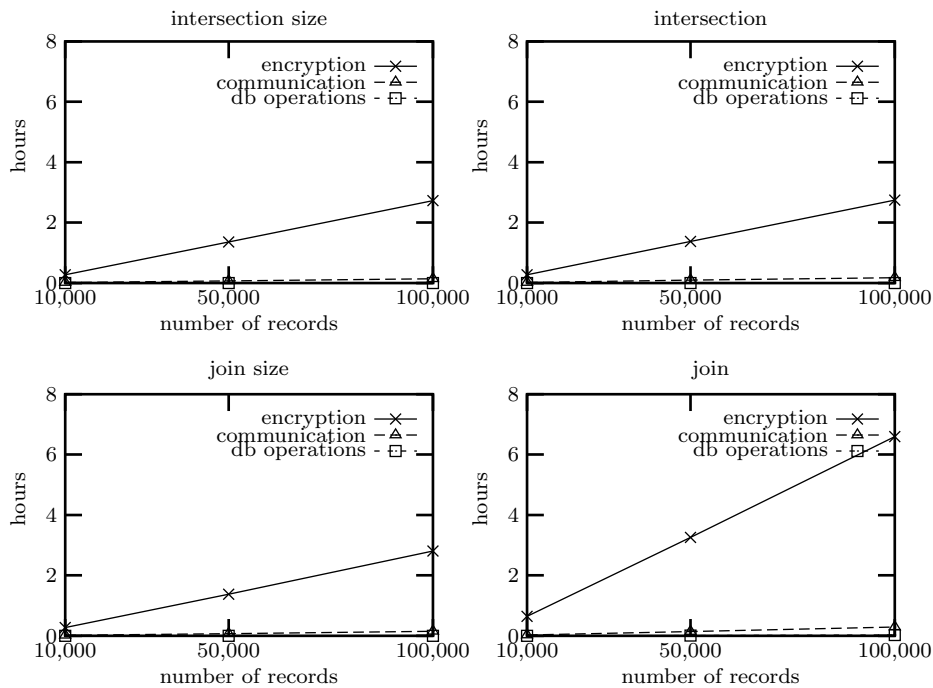 intersection size
8
6
4
2
0
hours
encryption
communication
db operations
10,000
50,000
100,000
number of records
intersection
8
6
4
2
0
hours
encryption
communication
db operations
10,000
50,000
100,000
number of records
join size
8
6
4
2
0
hours
encryption
communication
db operations
10,000
50,000
100,000
number of records
join
8
6
4
2
0
hours
encryption
communication
db operations
10,000
50,000
100,000
number of records